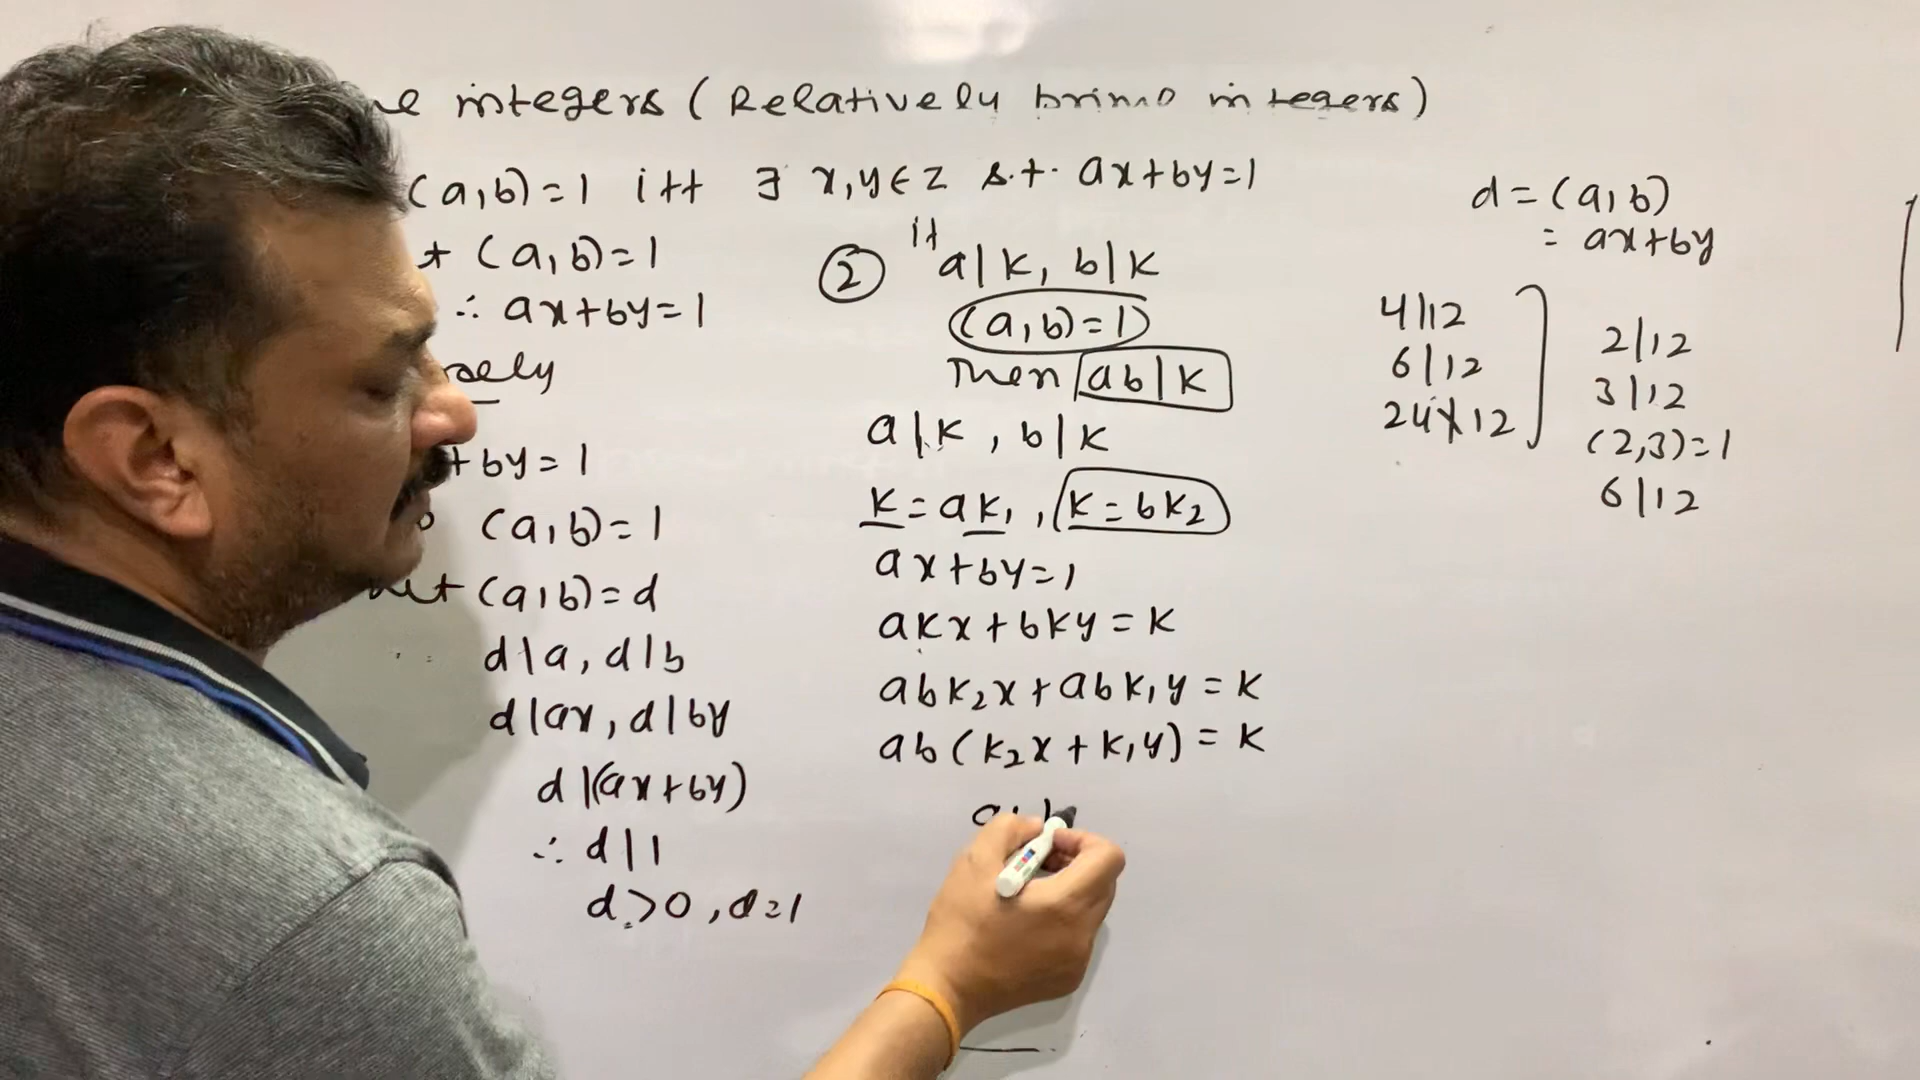 integers (Relatively prime integers)
(a,b)=1 iff ∃ x,y∈Z s.t. ax+by=1
(a,b)=1
∴ ax+by=1
+by=1
(a,b)=1
Let (a,b)=d
d|a, d|b
d|ax, d|by
d|(ax+by)
∴ d|1
d>0, d=1
② if a|k, b|k
(a,b)=1
Then ab|k
a|k, b|k
k=ak₁, k=bk₂
ax+by=1
akx+bky=k
abk₂x+abk₁y=k
ab(k₂x+k₁y)=k
d=(a,b)
=ax+by
4|12
6|12
24∤12
2|12
3|12
(2,3)=1
6|12